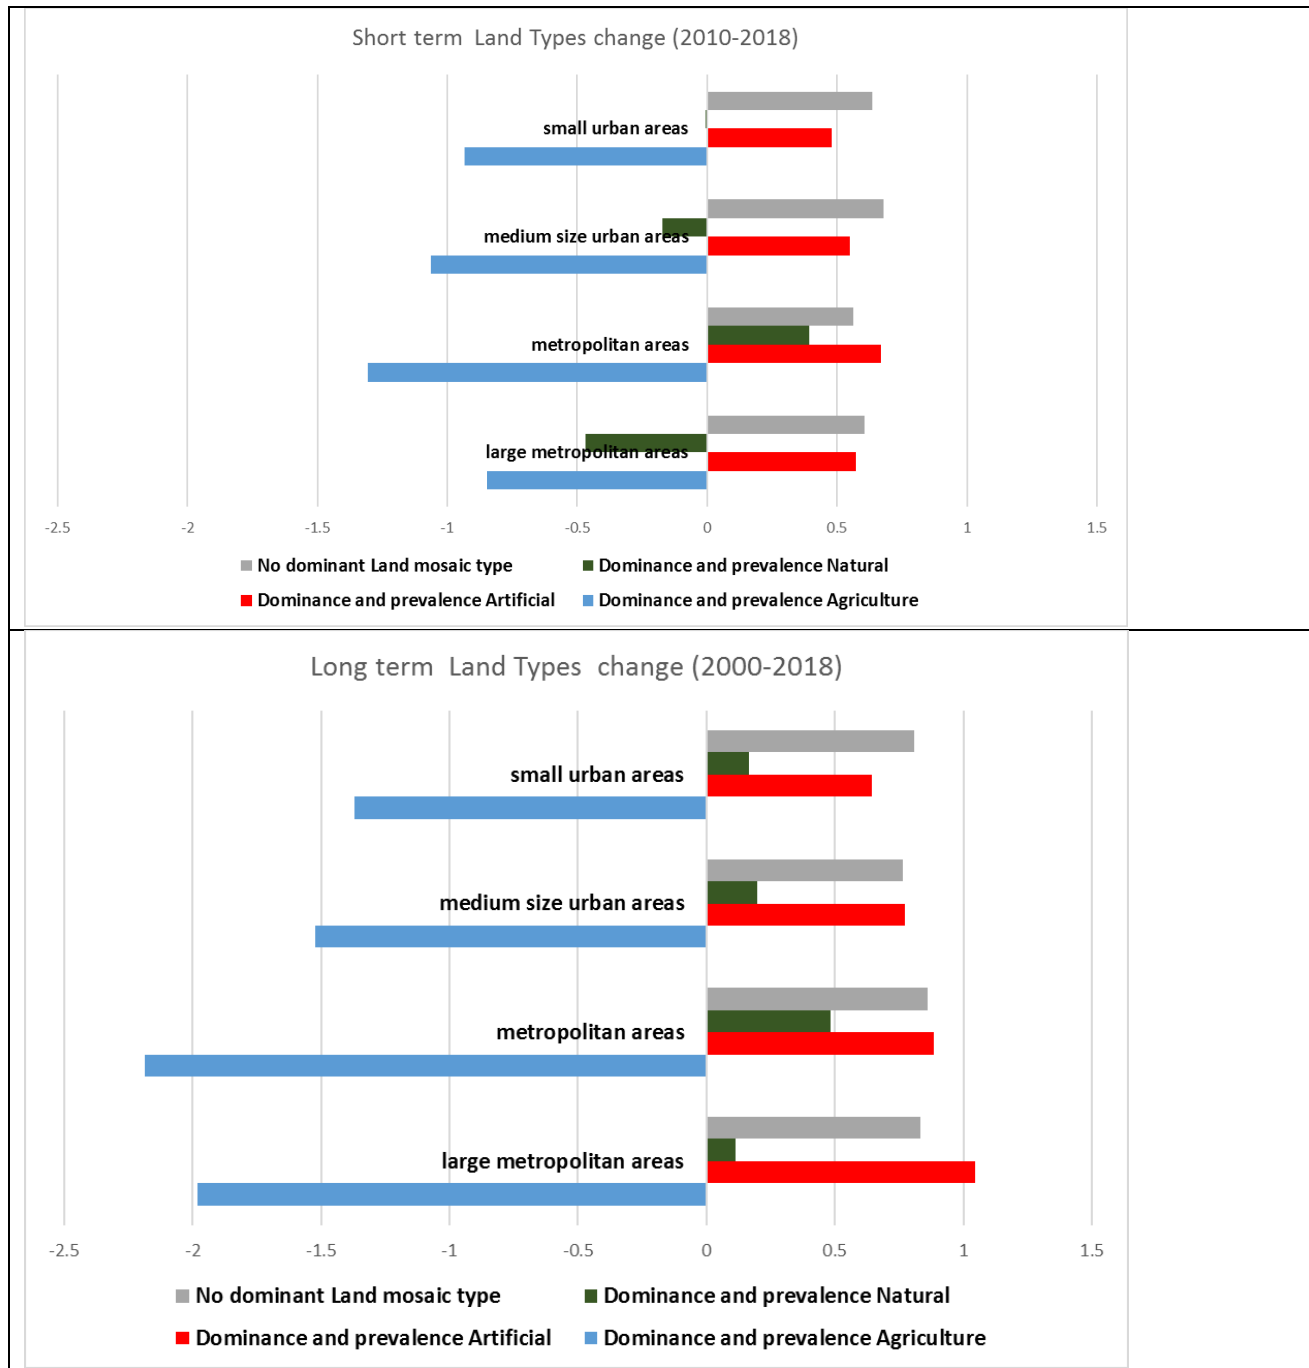 Short term Land Types change (2010-2018)
small urban areas
medium size urban areas
metropolitan areas
large metropolitan areas
-2.5 -2 -1.5 -1 -0.5 0 0.5 1 1.5
No dominant Land mosaic type Dominance and prevalence Natural
Dominance and prevalence Artificial Dominance and prevalence Agriculture
Long term Land Types change (2000-2018)
small urban areas
medium size urban areas
metropolitan areas
large metropolitan areas
-2.5 -2 -1.5 -1 -0.5 0 0.5 1 1.5
No dominant Land mosaic type Dominance and prevalence Natural
Dominance and prevalence Artificial Dominance and prevalence Agriculture